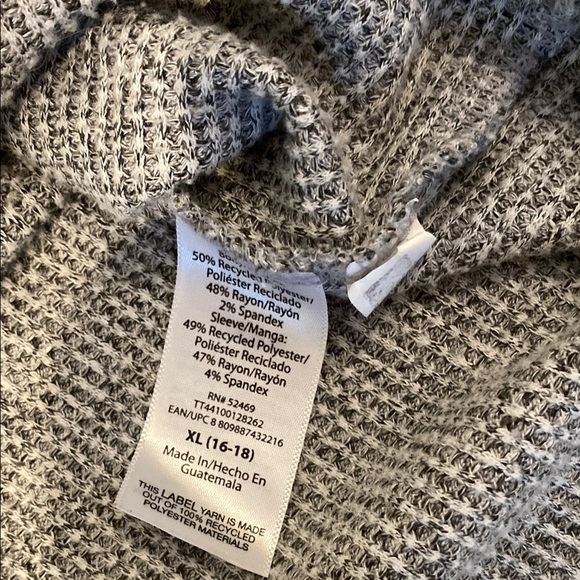 50% Recycled Polyester/
Poliéster Reciclado
48% Rayon/Rayón
2% Spandex
Sleeve/Manga:
49% Recycled Polyester/
Poliéster Reciclado
47% Rayon/Rayón
4% Spandex
RN# 52469
TT44100128262
EAN/UPC 8 809887432216
XL (16-18)
Made In/Hecho En
Guatemala
THIS LABEL YARN IS MADE
OUT OF 100% RECYCLED
POLYESTER MATERIALS